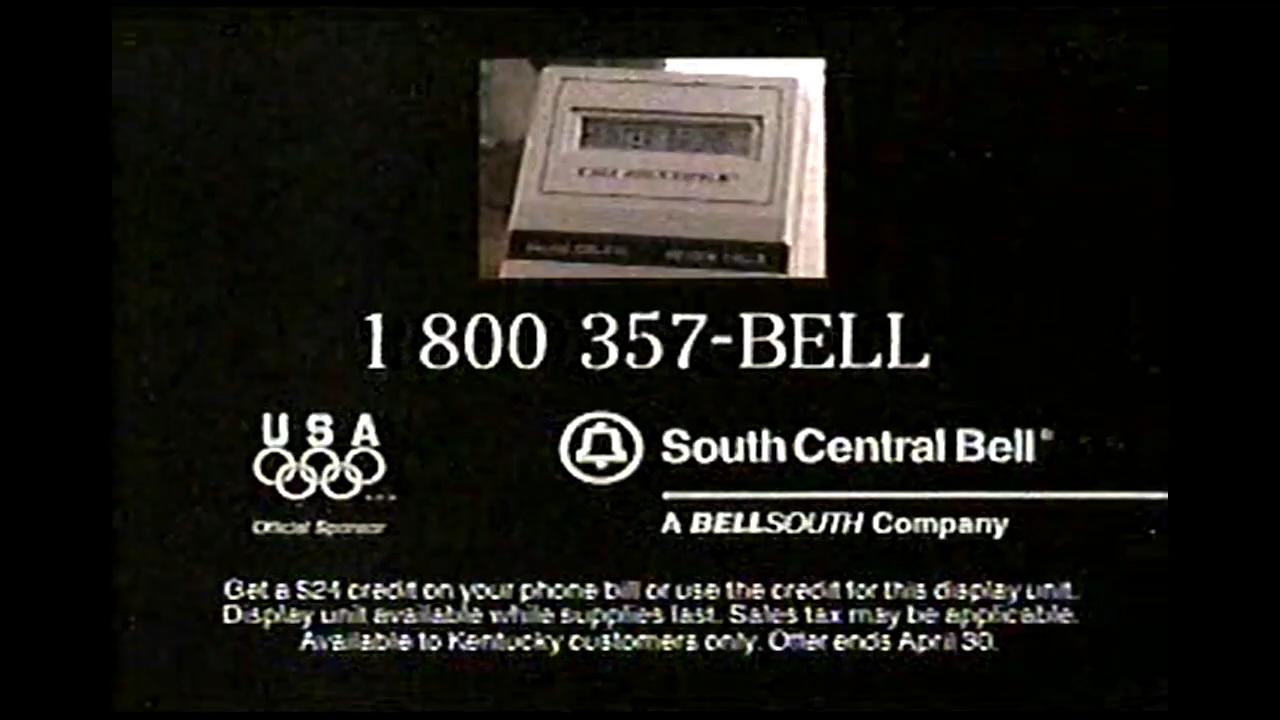 1 800 357-BELL
USA
Official Sponsor
South Central Bell®
A BELLSOUTH Company
Get a $24 credit on your phone bill or use the credit for this display unit.
Display unit available while supplies last. Sales tax may be applicable.
Available to Kentucky customers only. Offer ends April 30.